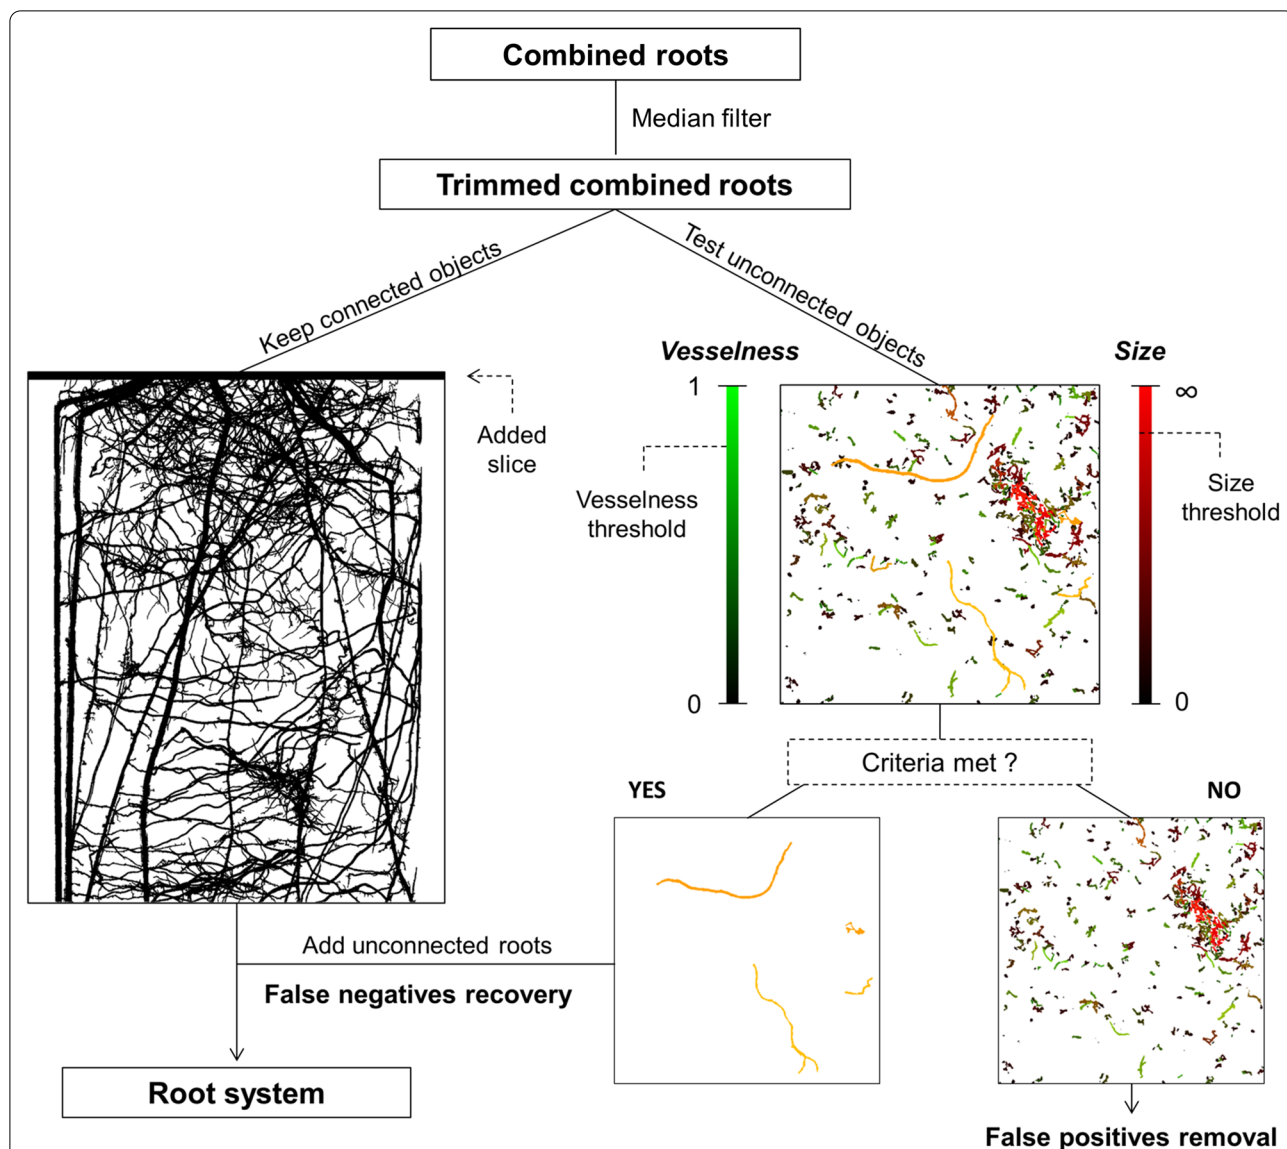 Combined roots
Median filter
Trimmed combined roots
Keep connected objects
Test unconnected objects
Vesselness
Size
1
∞
Added
slice
Vesselness
threshold
Size
threshold
0
0
Criteria met ?
YES
NO
Add unconnected roots
False negatives recovery
Root system
False positives removal